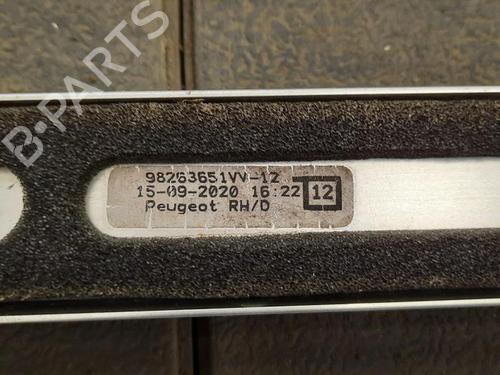 B-PARTS
98263651VV-12
15-09-2020 16:22 12
Peugeot RH/D